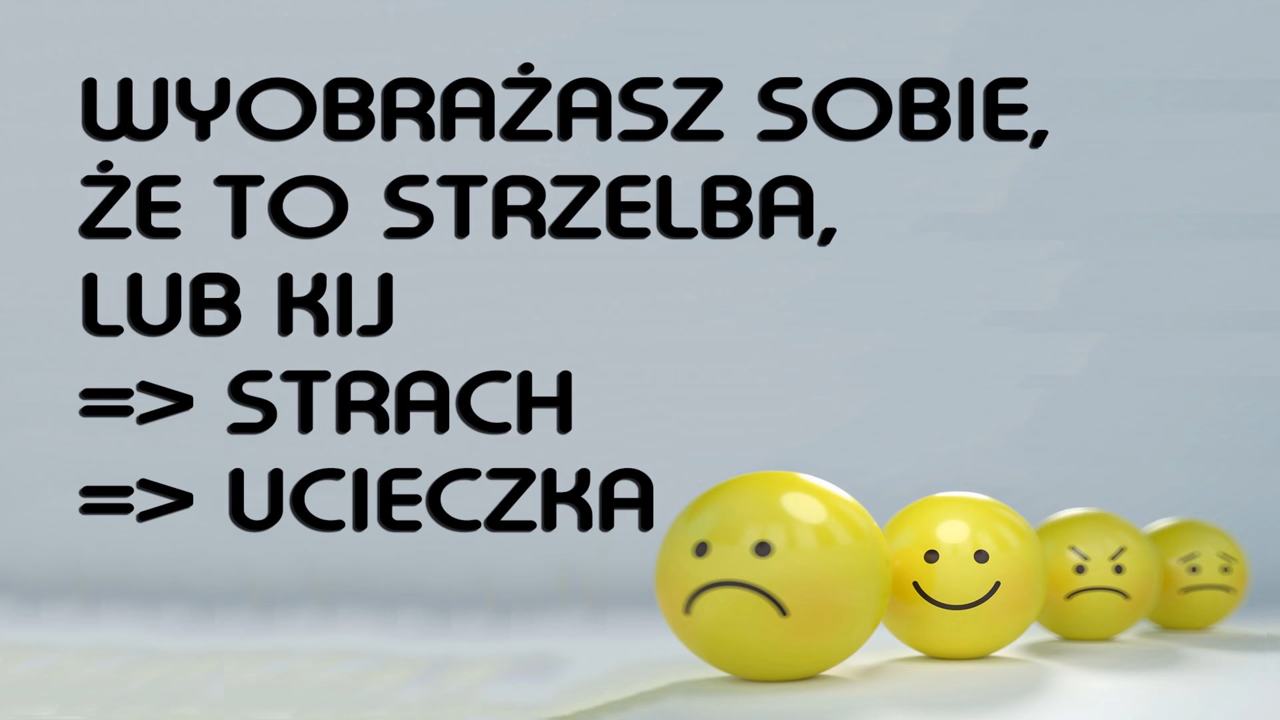 WYOBRAŻASZ SOBIE,
ŻE TO STRZELBA,
LUB KIJ
=> STRACH
=> UCIECZKA